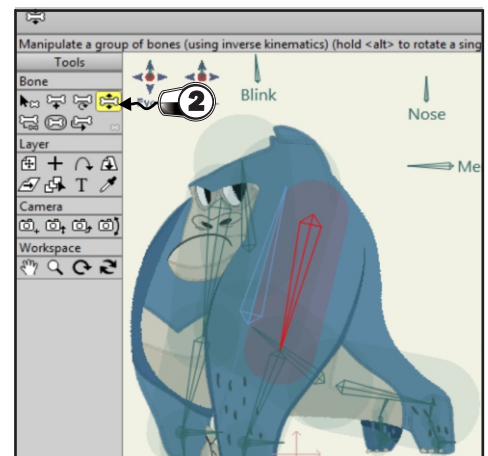 Manipulate a group of bones (using inverse kinematics) (hold <alt> to rotate a sing
Tools
Bone
2
Blink
Nose
Layer
Me
T
Camera
Workspace